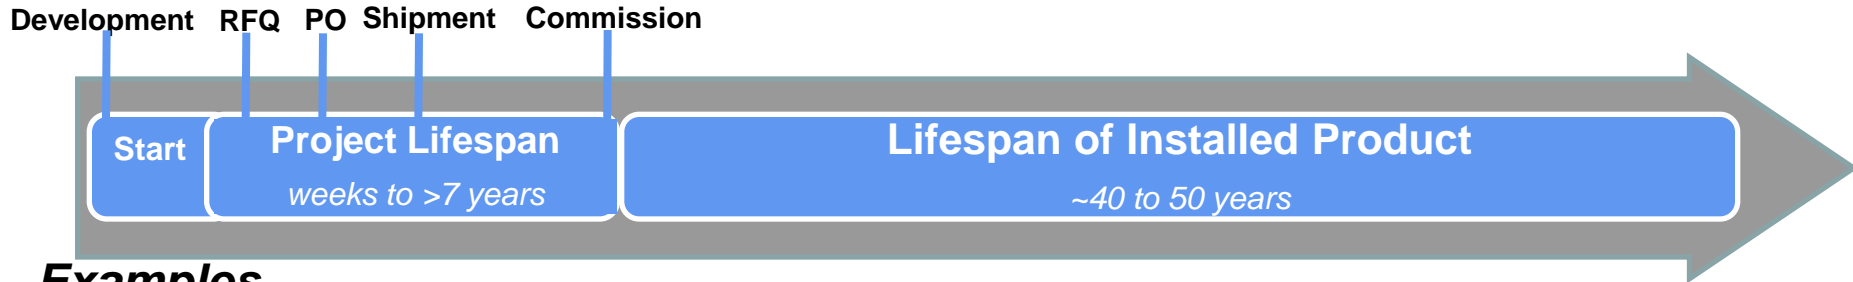 Development RFQ PO Shipment Commission
Start
Project Lifespan
weeks to >7 years
Lifespan of Installed Product
~40 to 50 years
Examples